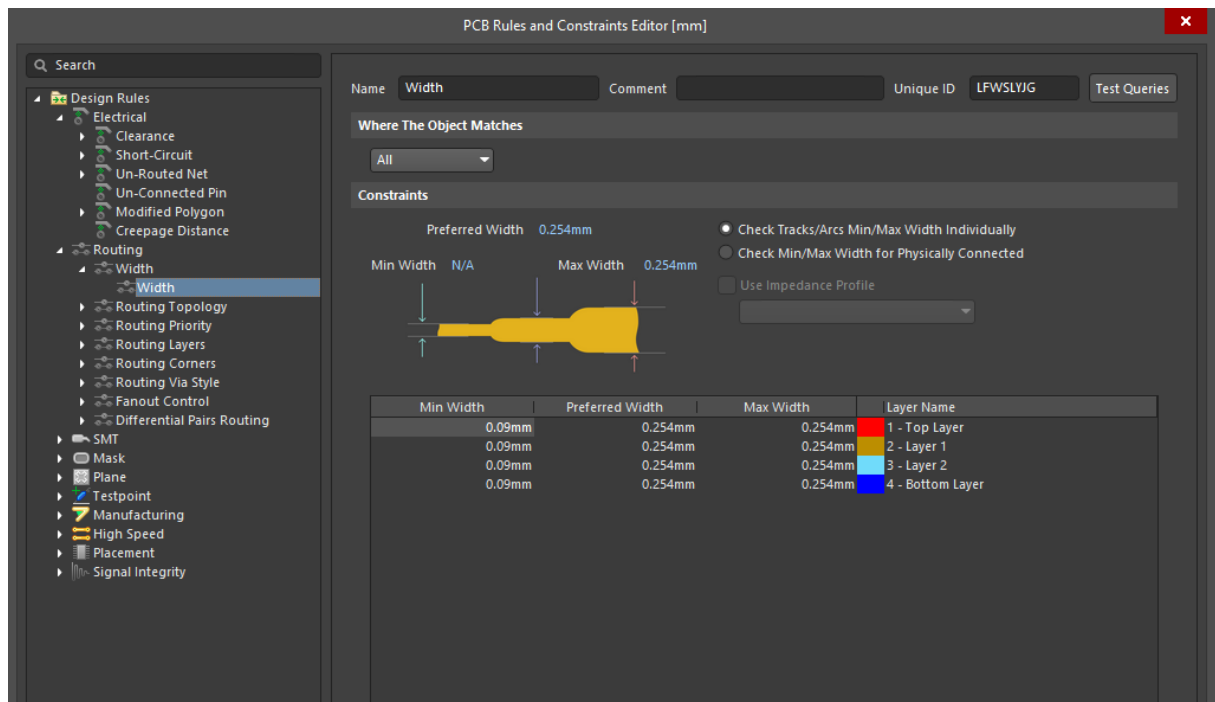 PCB Rules and Constraints Editor [mm]
Search
Design Rules
Electrical
Clearance
Short-Circuit
Un-Routed Net
Un-Connected Pin
Modified Polygon
Creepage Distance
Routing
Width
Width
Routing Topology
Routing Priority
Routing Layers
Routing Corners
Routing Via Style
Fanout Control
Differential Pairs Routing
SMT
Mask
Plane
Testpoint
Manufacturing
High Speed
Placement
Signal Integrity
Name Width Comment Unique ID LFWSLYJG Test Queries
Where The Object Matches
All
Constraints
Preferred Width 0.254mm
Min Width N/A Max Width 0.254mm
Check Tracks/Arcs Min/Max Width Individually
Check Min/Max Width for Physically Connected
Use Impedance Profile
Min Width Preferred Width Max Width Layer Name
0.09mm 0.254mm 0.254mm 1 - Top Layer
0.09mm 0.254mm 0.254mm 2 - Layer 1
0.09mm 0.254mm 0.254mm 3 - Layer 2
0.09mm 0.254mm 0.254mm 4 - Bottom Layer